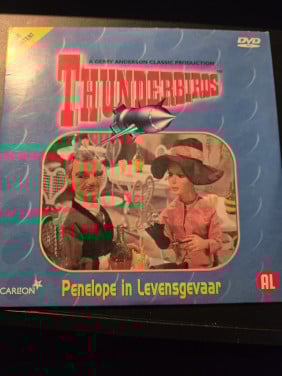 A GERRY ANDERSON CLASSIC PRODUCTION
DVD
THUNDERBIRDS
CARLTON
Penelope in Levensgevaar
AL